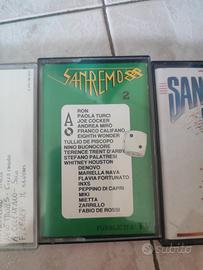 SANREMO 88
2
A
RON
PAOLA TURCI
JOE COCKER
ANDREA MIRÒ
FRANCO CALIFANO
EIGHTH WONDER
TULLIO DE PISCOPO
NINO BUONOCORE
TERENCE TRENT D'ARBY
STEFANO PALATRESI
WHITNEY HOUSTON
DENOVO
MARIELLA NAVA
FLAVIA FORTUNATO
INXS
PEPPINO DI CAPRI
MIKI
MIETTA
ZARRILLO
FABIO DE ROSSI
SAN
subito